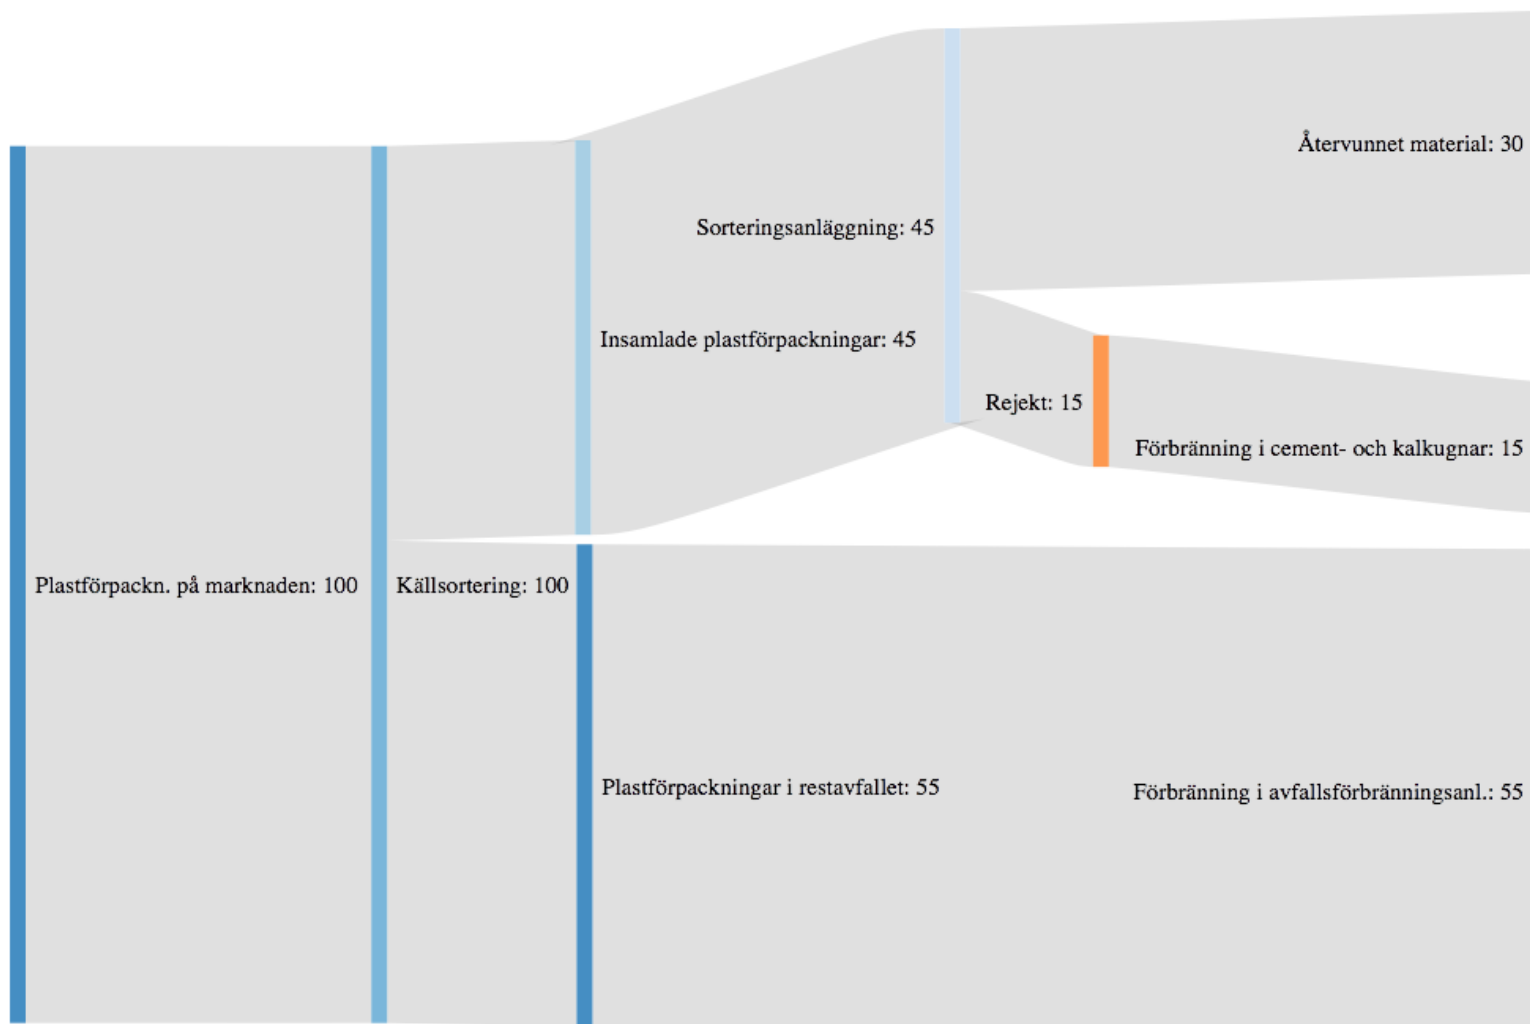 Återvunnet material: 30
Sorteringsanläggning: 45
Insamlade plastförpackningar: 45
Rejekt: 15
Förbränning i cement- och kalkugnar: 15
Plastförpackn. på marknaden: 100
Källsortering: 100
Plastförpackningar i restavfallet: 55
Förbränning i avfallsförbränningsanl.: 55